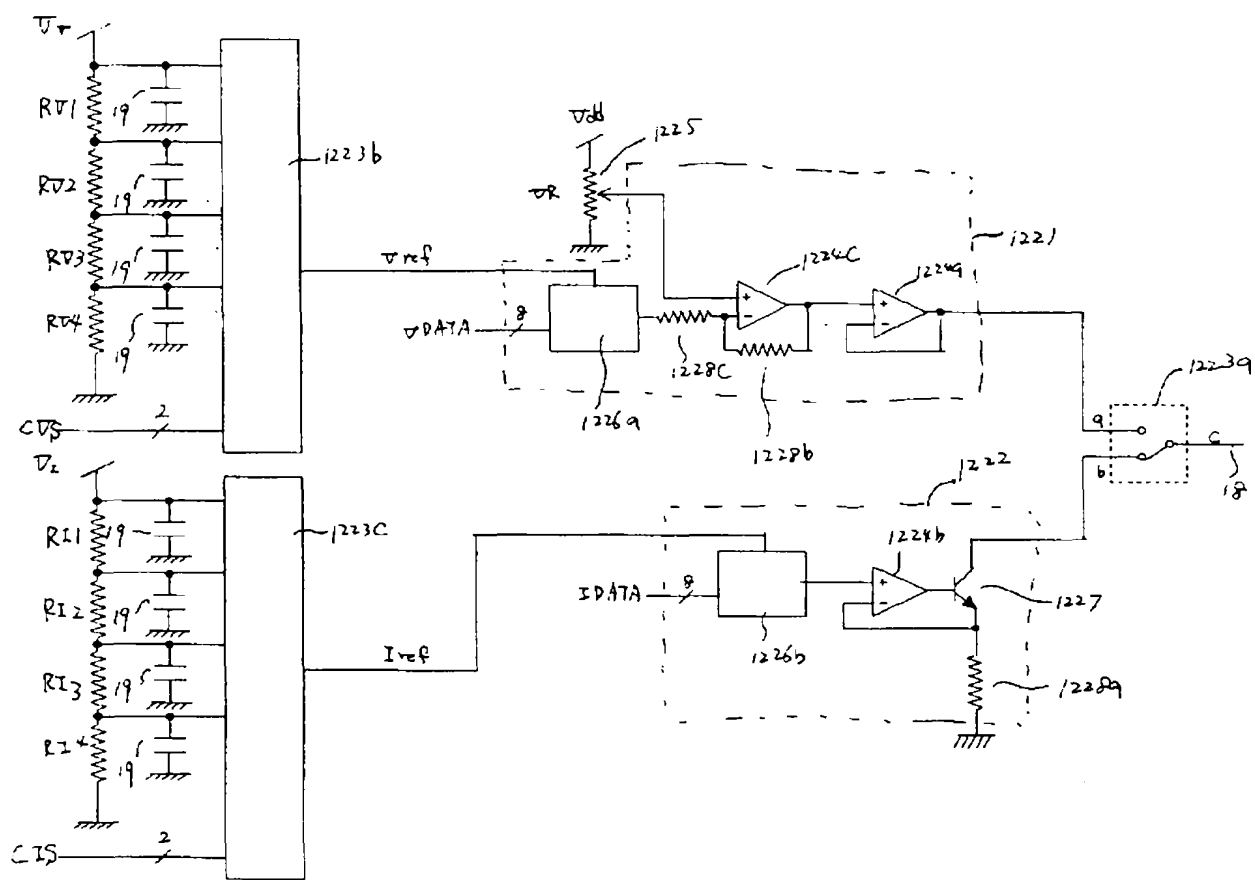 Vr
RV1
19
RV2
19
RV3
19
RV4
19
CVS
2
1223b
Vref
VDATA
8
Vdd
1225
VR
1226a
1228c
1228b
1224c
1224a
1221
1223a
a
b
c
18
VI
RI1
19
RI2
19
RI3
19
RI4
19
CIS
2
1223c
Iref
IDATA
8
1226b
1222
1224b
1227
1228a